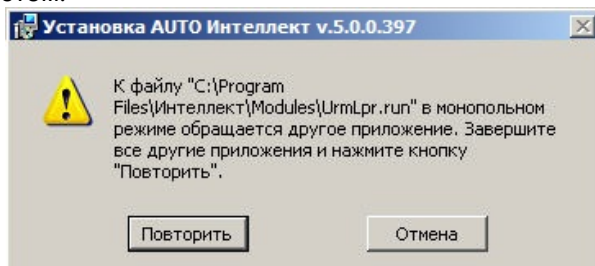 Установка AUTO Интеллект v.5.0.0.397
К файлу "C:\Program
Files\Интеллект\Modules\UrmLpr.run" в монопольном
режиме обращается другое приложение. Завершите
все другие приложения и нажмите кнопку
"Повторить".
Повторить
Отмена